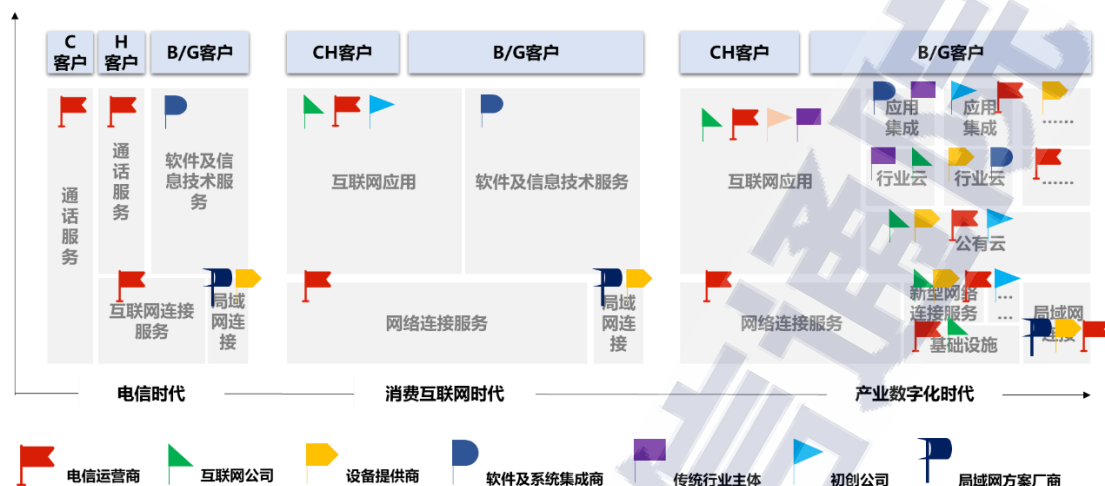 C
客户
H
客户
B/G客户
CH客户
B/G客户
CH客户
B/G客户
通话服务
通话服务
软件及信
息技术服
务
互联网应用
软件及信息技术服务
互联网应用
应用
集成
应用
集成
......
行业云
行业云
......
公有云
互联网连接
服务
局域
网连
接
网络连接服务
局域
网连
接
网络连接服务
新型网络
连接服务
...
...
基础设施
局域网
连接
电信时代
消费互联网时代
产业数字化时代
电信运营商
互联网公司
设备提供商
软件及系统集成商
传统行业主体
初创公司
局域网方案厂商